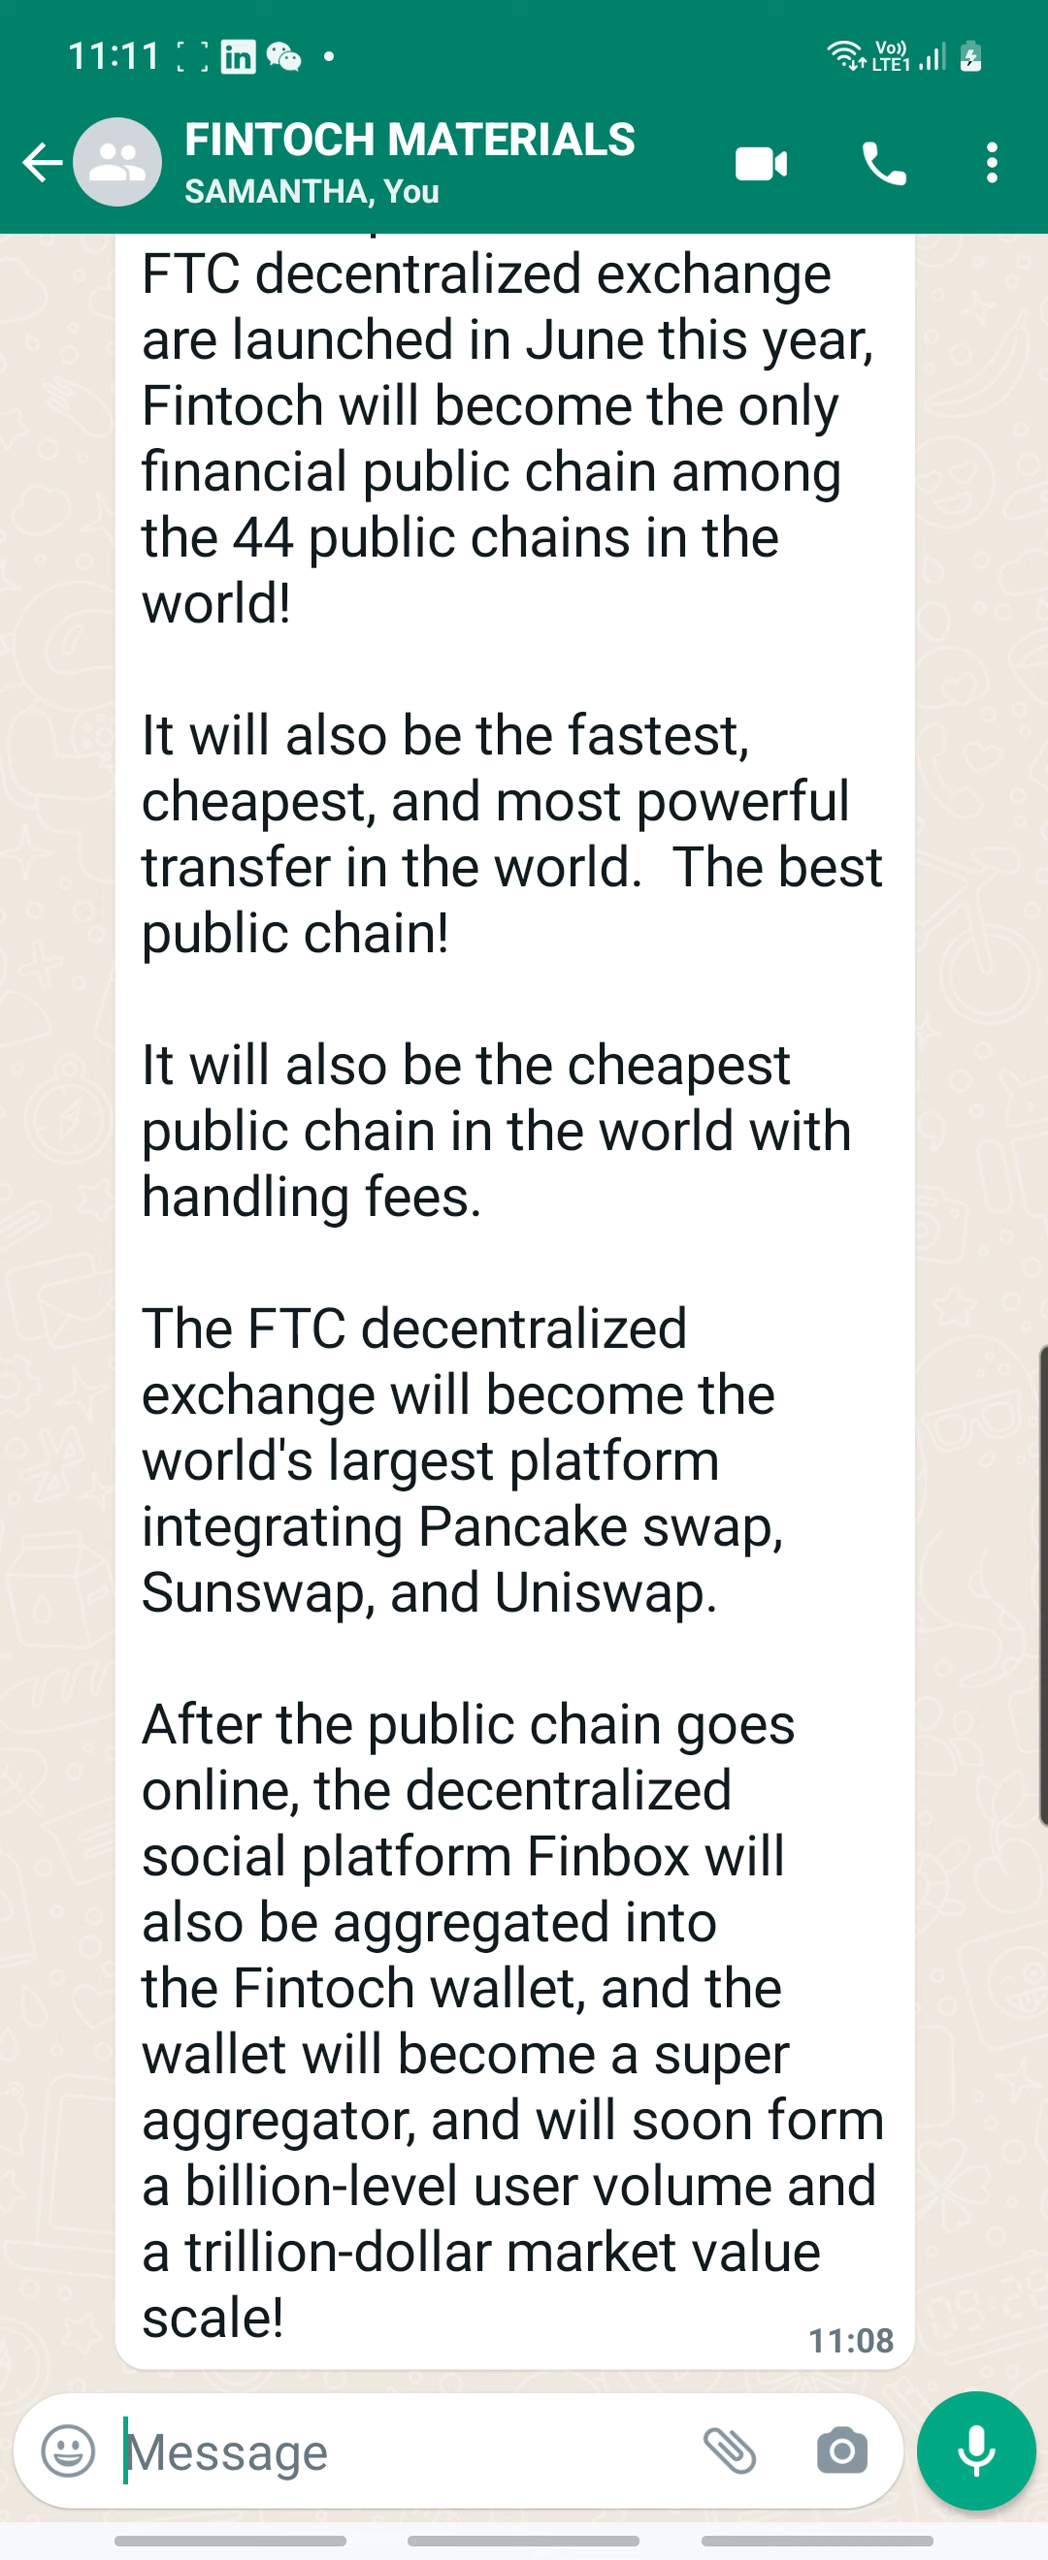 11:11
Vo))
LTE1
FINTOCH MATERIALS
SAMANTHA, You
FTC decentralized exchange
are launched in June this year,
Fintoch will become the only
financial public chain among
the 44 public chains in the
world!
It will also be the fastest,
cheapest, and most powerful
transfer in the world.  The best
public chain!
It will also be the cheapest
public chain in the world with
handling fees.
The FTC decentralized
exchange will become the
world's largest platform
integrating Pancake swap,
Sunswap, and Uniswap.
After the public chain goes
online, the decentralized
social platform Finbox will
also be aggregated into
the Fintoch wallet, and the
wallet will become a super
aggregator, and will soon form
a billion-level user volume and
a trillion-dollar market value
scale!
11:08
Message